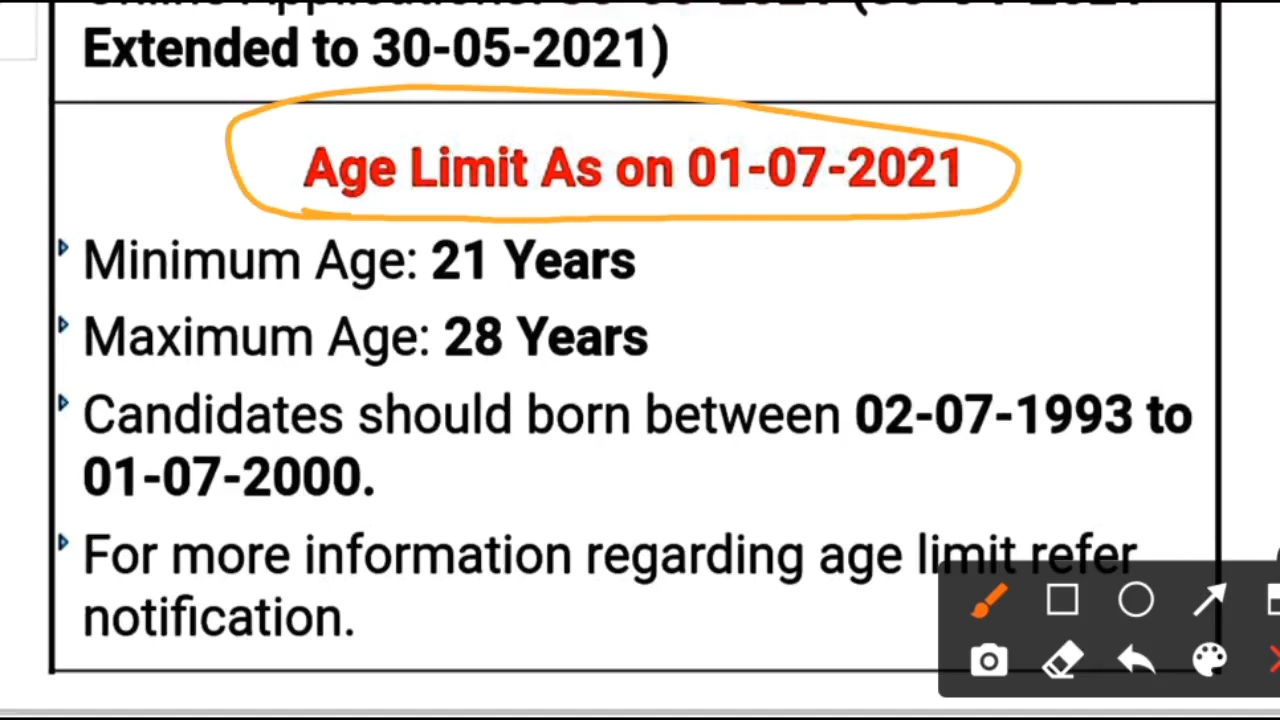 Extended to 30-05-2021)
Age Limit As on 01-07-2021
Minimum Age: 21 Years
Maximum Age: 28 Years
Candidates should born between 02-07-1993 to
01-07-2000.
For more information regarding age limit refer
notification.